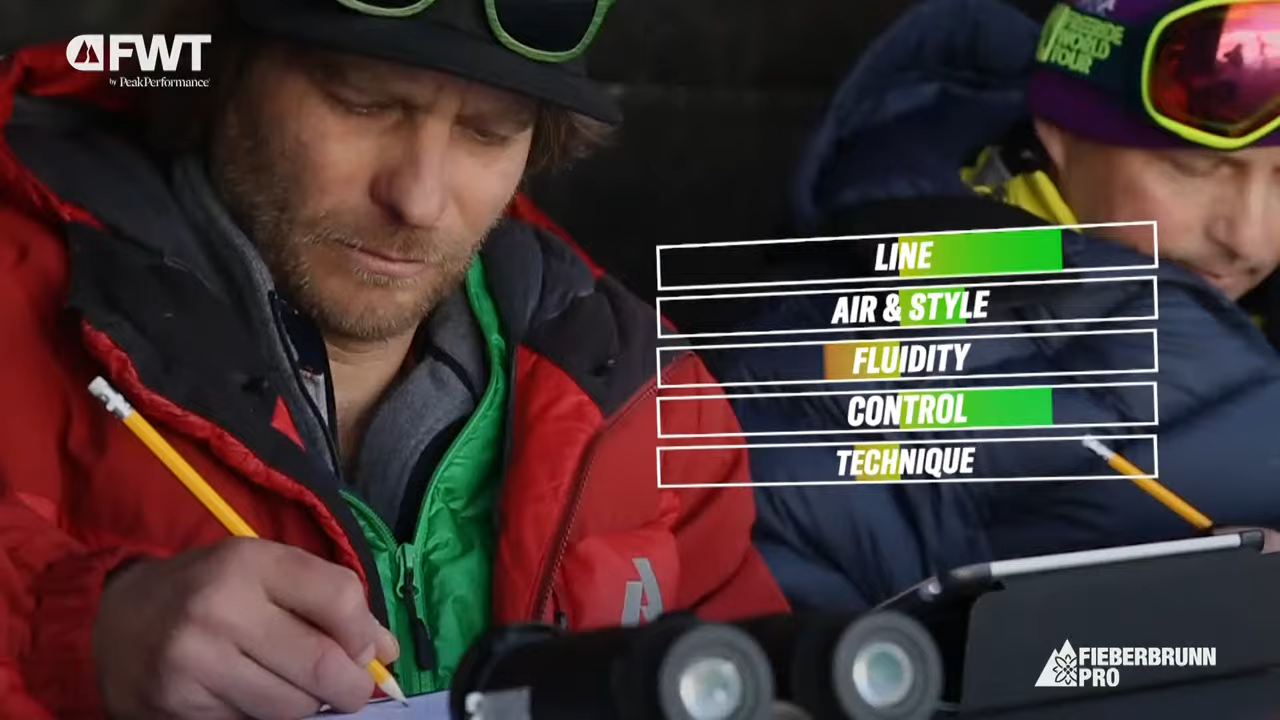 FWT
by PeakPerformance
FREERIDE
WORLD
TOUR
LINE
AIR & STYLE
FLUIDITY
CONTROL
TECHNIQUE
FIEBERBRUNN
PRO